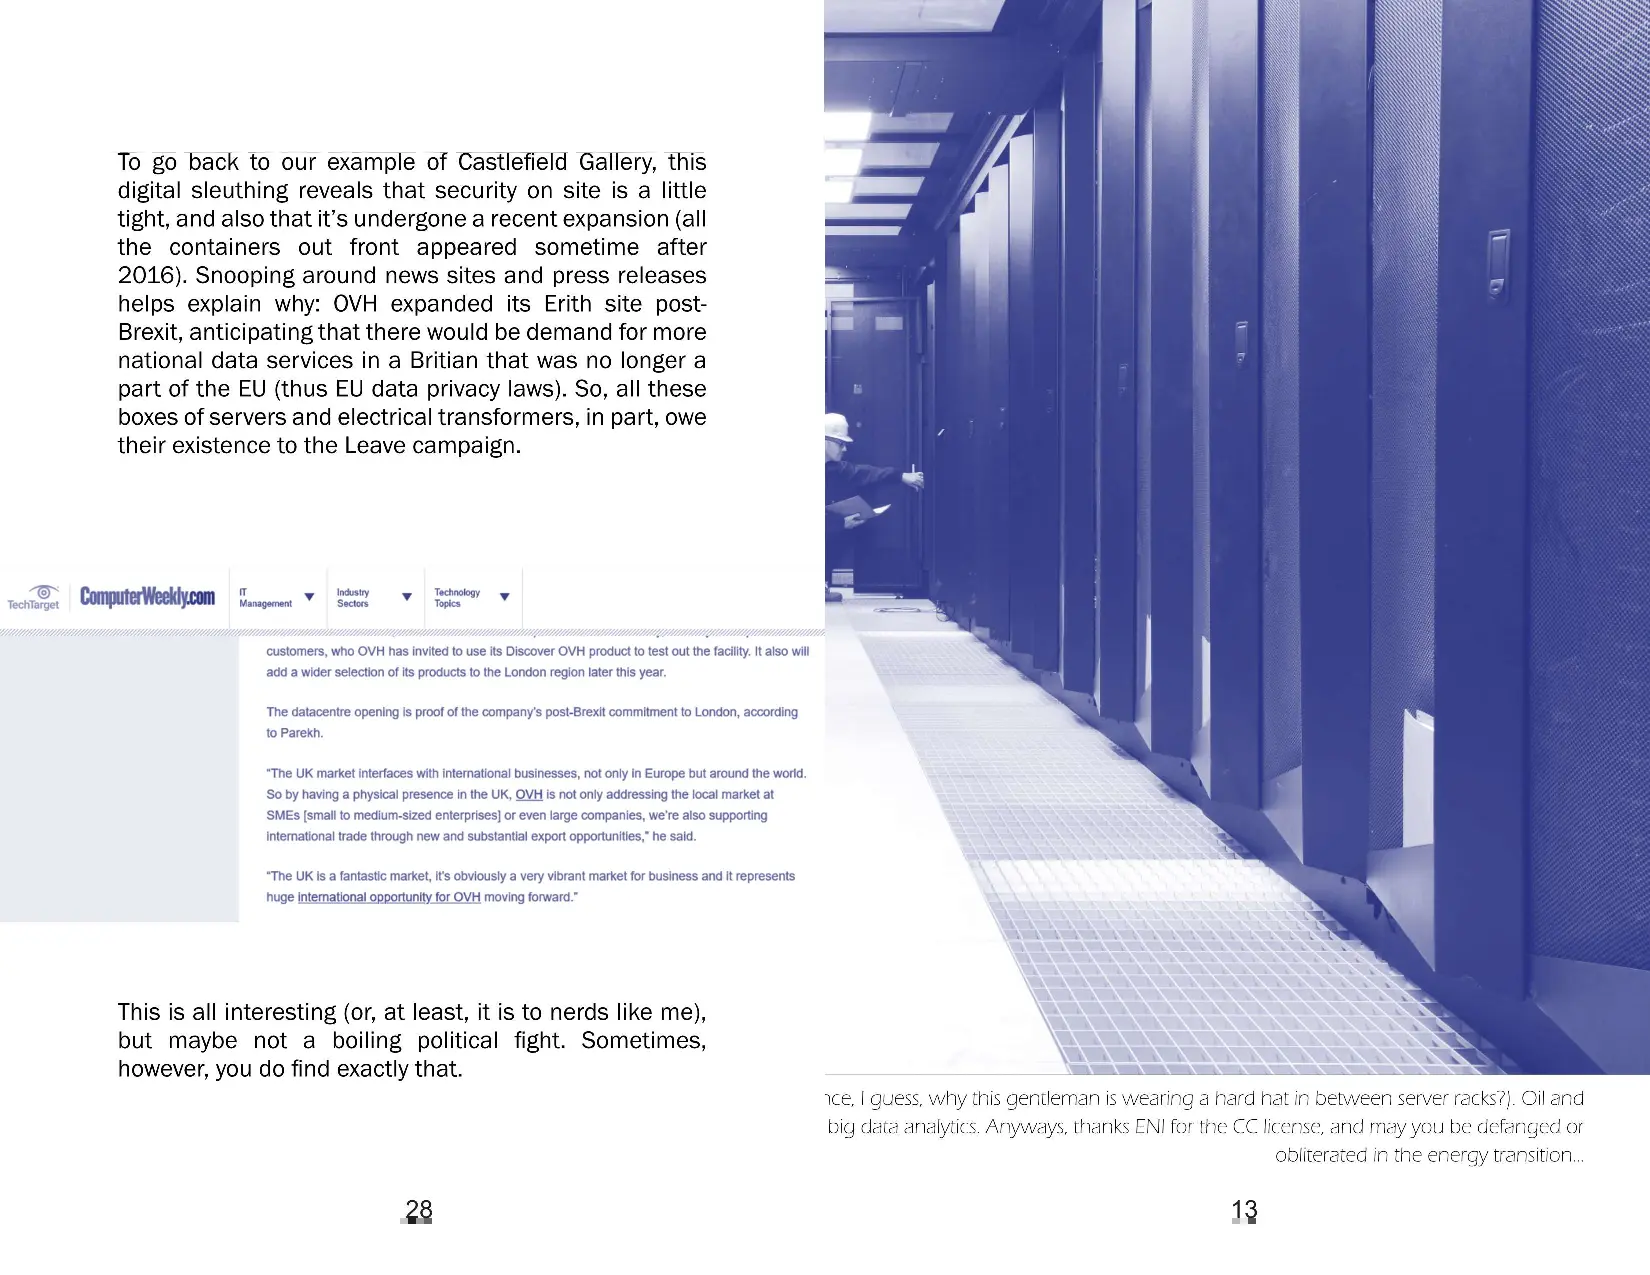 To go back to our example of Castlefield Gallery, this
digital sleuthing reveals that security on site is a little
tight, and also that it's undergone a recent expansion (all
the containers out front appeared sometime after
2016). Snooping around news sites and press releases
helps explain why: OVH expanded its Erith site post-
Brexit, anticipating that there would be demand for more
national data services in a Britian that was no longer a
part of the EU (thus EU data privacy laws). So, all these
boxes of servers and electrical transformers, in part, owe
their existence to the Leave campaign.
TechTarget
ComputerWeekly.com
IT
Management
Industry
Sectors
Technology
Topics
customers, who OVH has invited to use its Discover OVH product to test out the facility. It also will
add a wider selection of its products to the London region later this year.
The datacentre opening is proof of the company's post-Brexit commitment to London, according
to Parekh.
"The UK market interfaces with international businesses, not only in Europe but around the world.
So by having a physical presence in the UK, OVH is not only addressing the local market at
SMEs [small to medium-sized enterprises] or even large companies, we're also supporting
international trade through new and substantial export opportunities," he said.
"The UK is a fantastic market, it's obviously a very vibrant market for business and it represents
huge international opportunity for OVH moving forward."
This is all interesting (or, at least, it is to nerds like me),
but maybe not a boiling political fight. Sometimes,
however, you do find exactly that.
28
I guess, why this gentleman is wearing a hard hat in between server racks?). Oil and
big data analytics. Anyways, thanks ENI for the CC license, and may you be defanged or
obliterated in the energy transition...
13